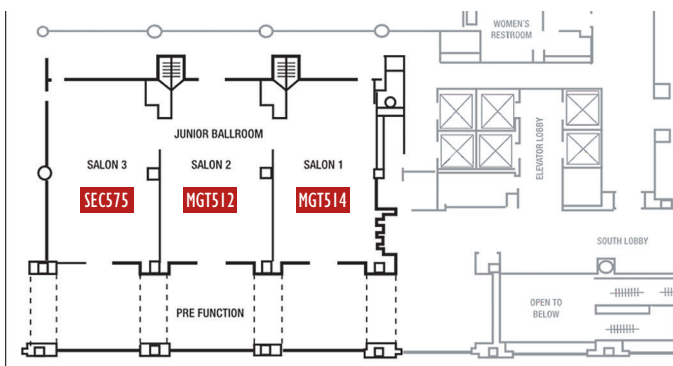 WOMEN'S
RESTROOM
JUNIOR BALLROOM
SALON 3
SALON 2
SALON 1
SEC575
MGT512
MGT514
ELEVATOR LOBBY
SOUTH LOBBY
PRE FUNCTION
OPEN TO
BELOW